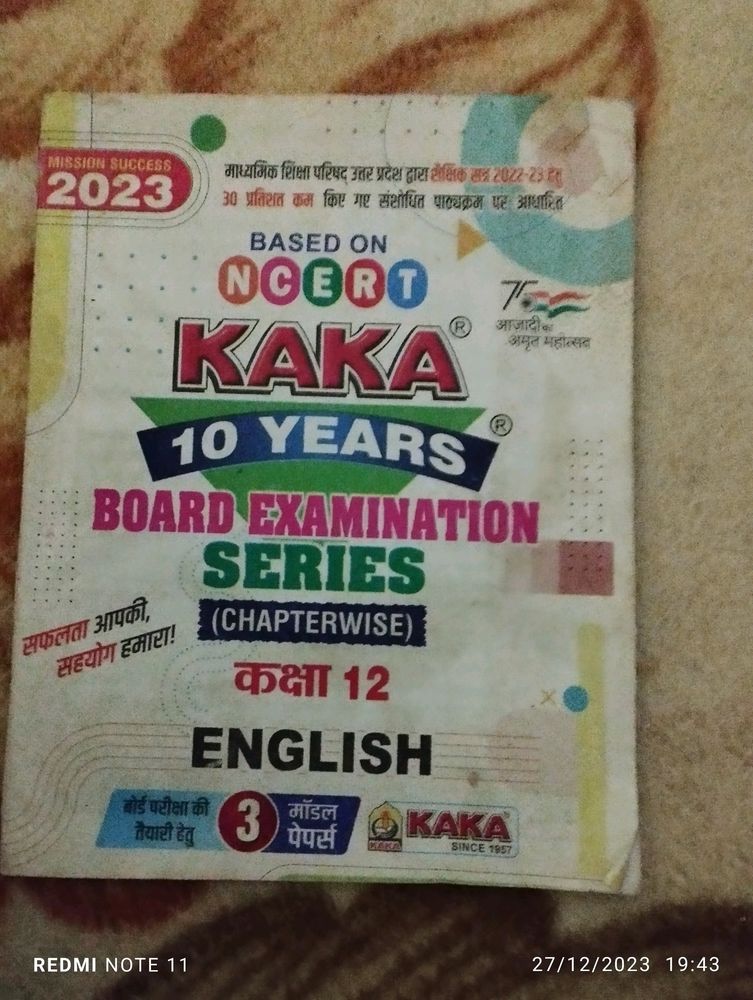 MISSION SUCCESS
2023
माध्यमिक शिक्षा परिषद् उत्तर प्रदेश द्वारा शैक्षिक सत्र 2022-23 हेतु
30 प्रतिशत कम किए गए संशोधित पाठ्यक्रम पर आधारित
BASED ON
NCERT
75
आज़ादी का
अमृत महोत्सव
KAKA®
10 YEARS®
BOARD EXAMINATION
SERIES
(CHAPTERWISE)
सफलता आपकी,
सहयोग हमारा!
कक्षा 12
ENGLISH
बोर्ड परीक्षा की
तैयारी हेतु
3
मॉडल
पेपर्स
KAKA
KAKA
SINCE 1957
REDMI NOTE 11
27/12/2023 19:43